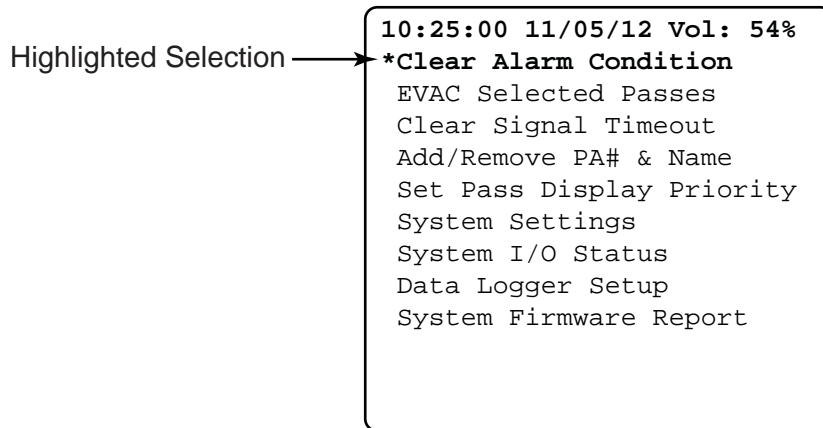 10:25:00 11/05/12 Vol: 54%
Highlighted Selection
*Clear Alarm Condition
EVAC Selected Passes
Clear Signal Timeout
Add/Remove PA# & Name
Set Pass Display Priority
System Settings
System I/O Status
Data Logger Setup
System Firmware Report